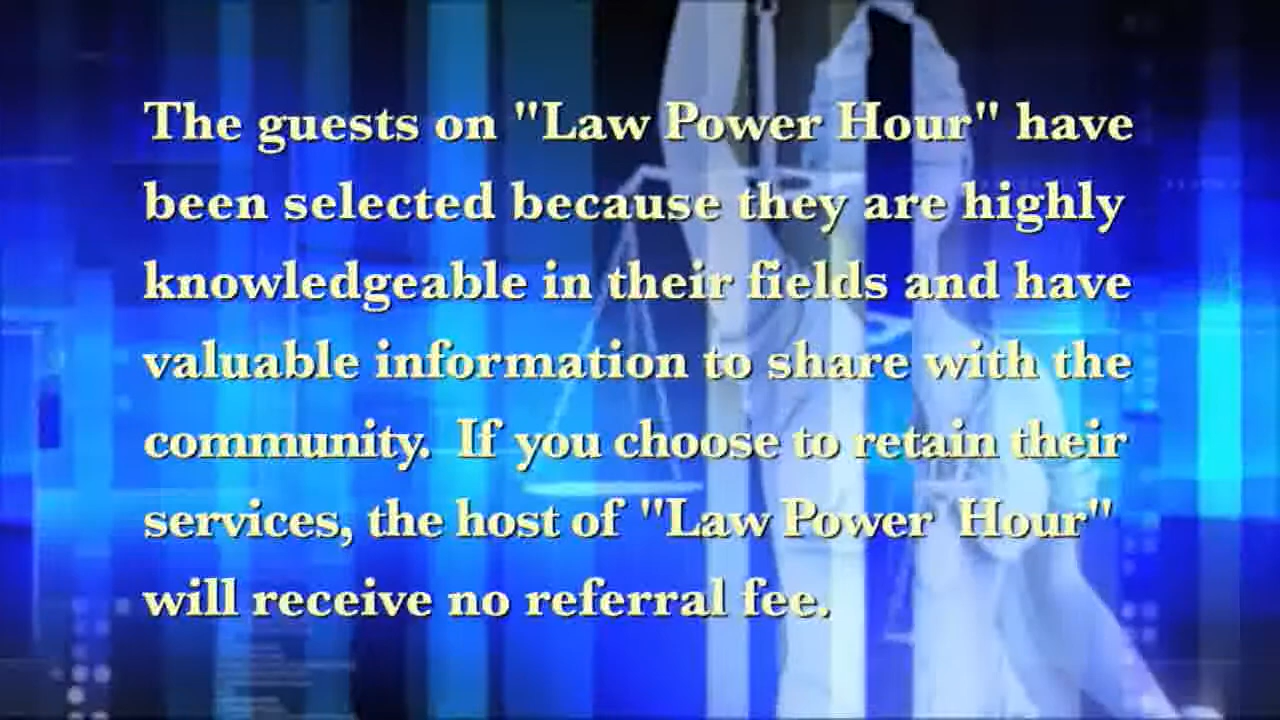 The guests on "Law Power Hour" have
been selected because they are highly
knowledgeable in their fields and have
valuable information to share with the
community.  If you choose to retain their
services, the host of "Law Power  Hour"
will receive no referral fee.